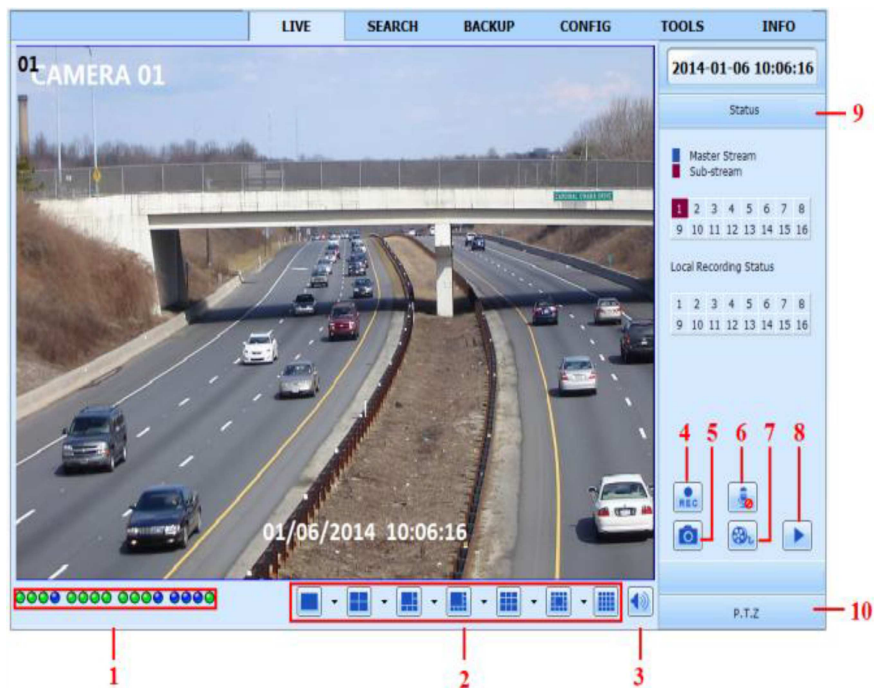 LIVE SEARCH BACKUP CONFIG TOOLS INFO
01
CAMERA 01
2014-01-06 10:06:16
Status
9
Master Stream
Sub-stream
1 2 3 4 5 6 7 8
9 10 11 12 13 14 15 16
Local Recording Status
1 2 3 4 5 6 7 8
9 10 11 12 13 14 15 16
4 5 6 7 8
REC
01/06/2014 10:06:16
P.T.Z
10
1 2 3